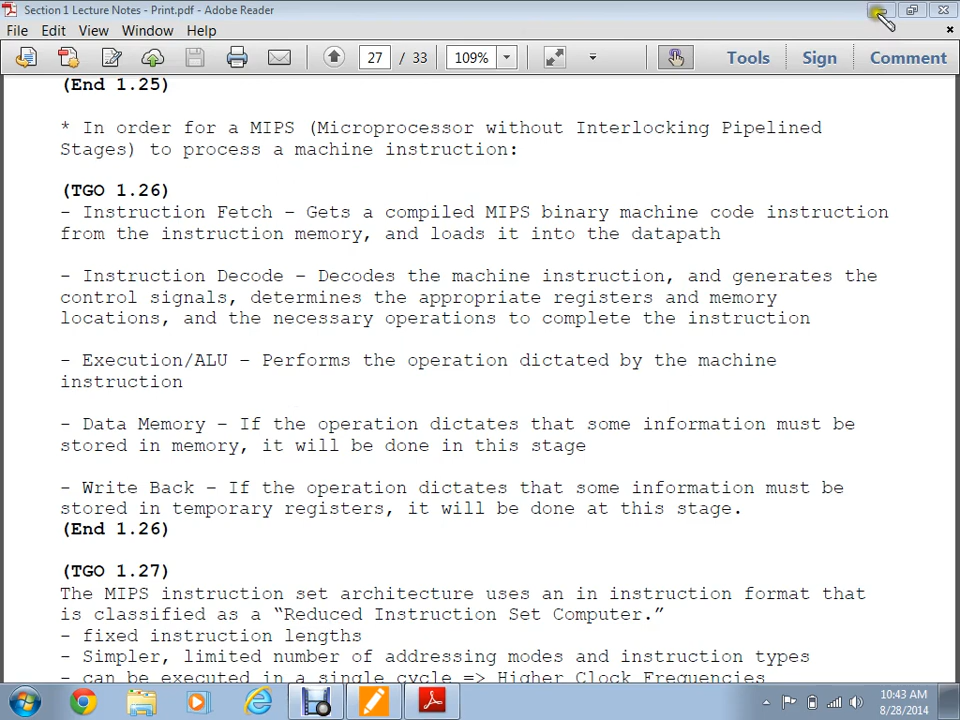 Section 1 Lecture Notes - Print.pdf - Adobe Reader
File Edit View Window Help
27 / 33 109% Tools Sign Comment
(End 1.25)
* In order for a MIPS (Microprocessor without Interlocking Pipelined
Stages) to process a machine instruction:
(TGO 1.26)
- Instruction Fetch – Gets a compiled MIPS binary machine code instruction
from the instruction memory, and loads it into the datapath
- Instruction Decode – Decodes the machine instruction, and generates the
control signals, determines the appropriate registers and memory
locations, and the necessary operations to complete the instruction
- Execution/ALU – Performs the operation dictated by the machine
instruction
- Data Memory – If the operation dictates that some information must be
stored in memory, it will be done in this stage
- Write Back – If the operation dictates that some information must be
stored in temporary registers, it will be done at this stage.
(End 1.26)
(TGO 1.27)
The MIPS instruction set architecture uses an in instruction format that
is classified as a “Reduced Instruction Set Computer.”
- fixed instruction lengths
- Simpler, limited number of addressing modes and instruction types
- can be executed in a single cycle => Higher Clock Frequencies
10:43 AM
8/28/2014